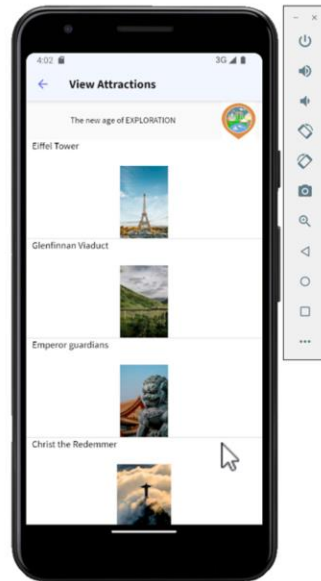 4:02
3G
View Attractions
The new age of EXPLORATION
Eiffel Tower
Glenfinnan Viaduct
Emperor guardians
Christ the Redemmer